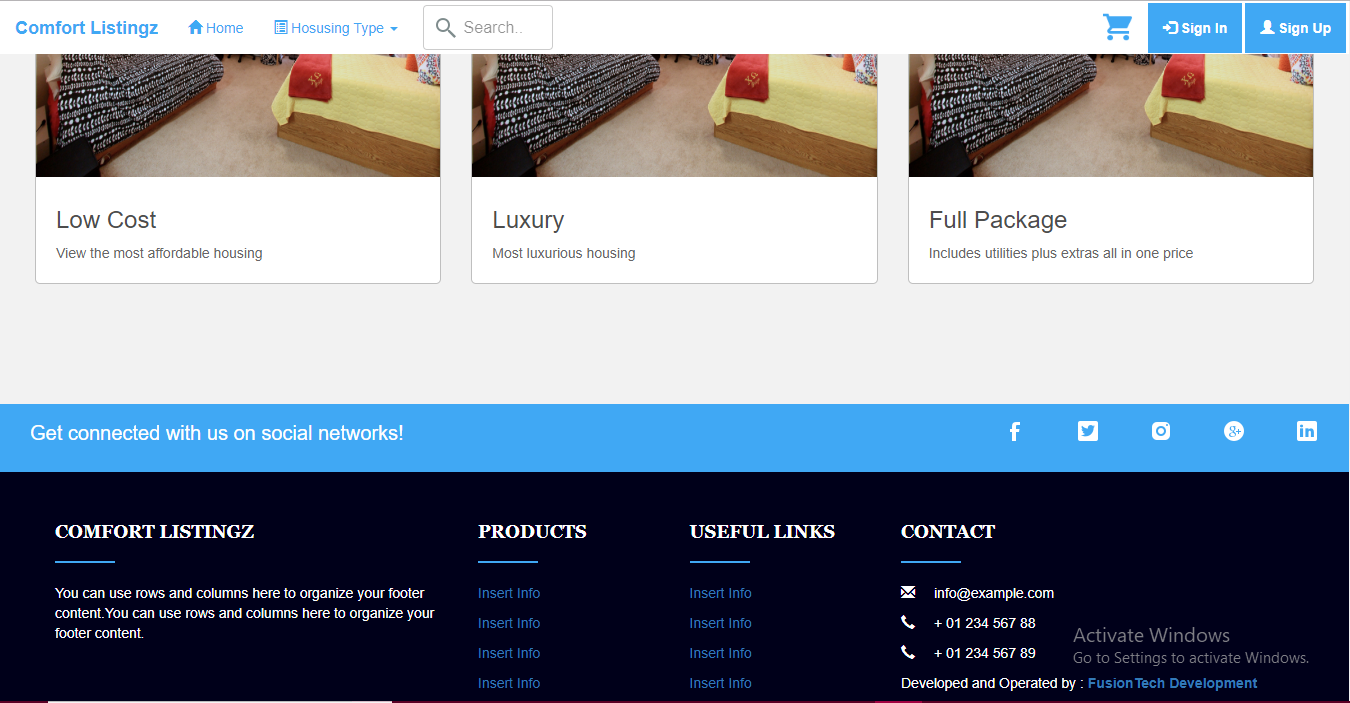 Comfort Listingz Home Hosusing Type Search.. Sign In Sign Up
Low Cost
View the most affordable housing
Luxury
Most luxurious housing
Full Package
Includes utilities plus extras all in one price
Get connected with us on social networks!
COMFORT LISTINGZ
You can use rows and columns here to organize your footer
content.You can use rows and columns here to organize your
footer content.
PRODUCTS
Insert Info
Insert Info
Insert Info
Insert Info
USEFUL LINKS
Insert Info
Insert Info
Insert Info
Insert Info
CONTACT
info@example.com
+ 01 234 567 88
+ 01 234 567 89
Developed and Operated by : FusionTech Development
Activate Windows
Go to Settings to activate Windows.